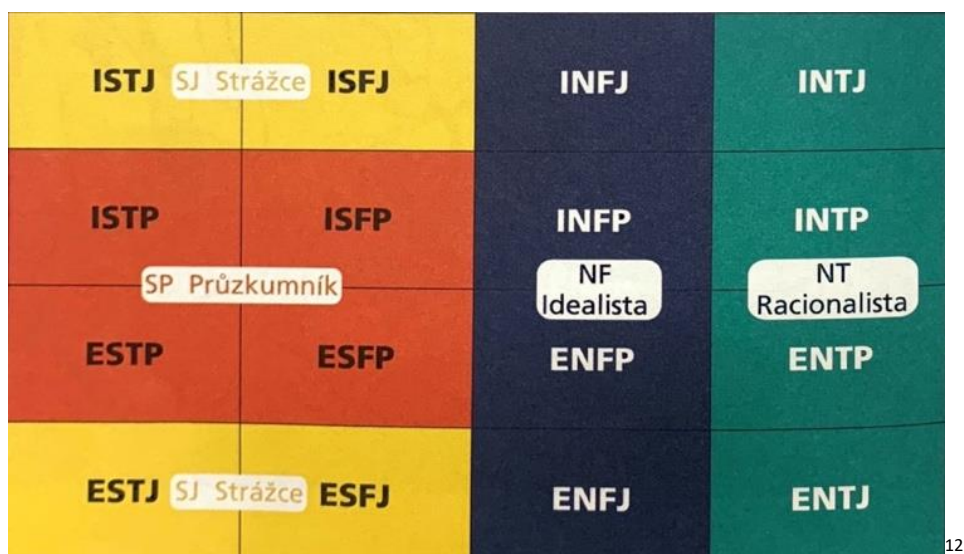 ISTJ SJ Strážce ISFJ INFJ INTJ
ISTP ISFP INFP INTP
SP Průzkumník NF Idealista NT Racionalista
ESTP ESFP ENFP ENTP
ESTJ SJ Strážce ESFJ ENFJ ENTJ
12